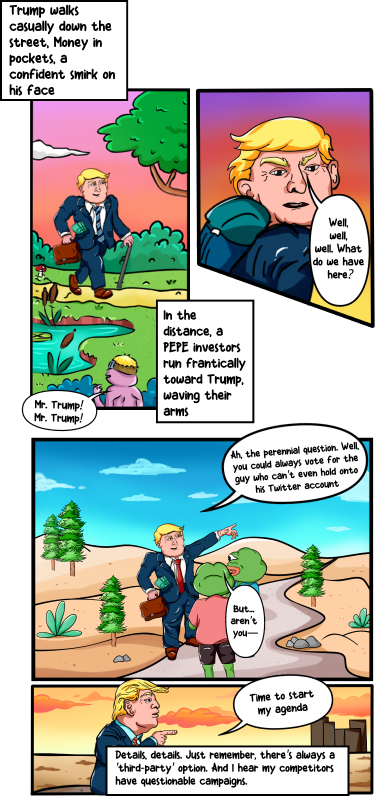 Trump walks
casually down the
street, Money in
pockets, a
confident smirk on
his face
Well,
well,
well. What
do we have
here?
In the
distance, a
PEPE investors
run frantically
toward Trump,
waving their
arms
Mr. Trump!
Mr. Trump!
Ah, the perennial question. Well,
you could always vote for the
guy who can't even hold onto
his Twitter account
But...
aren't
you—
Time to start
my agenda
Details, details. Just remember, there's always a
'third-party' option. And I hear my competitors
have questionable campaigns.